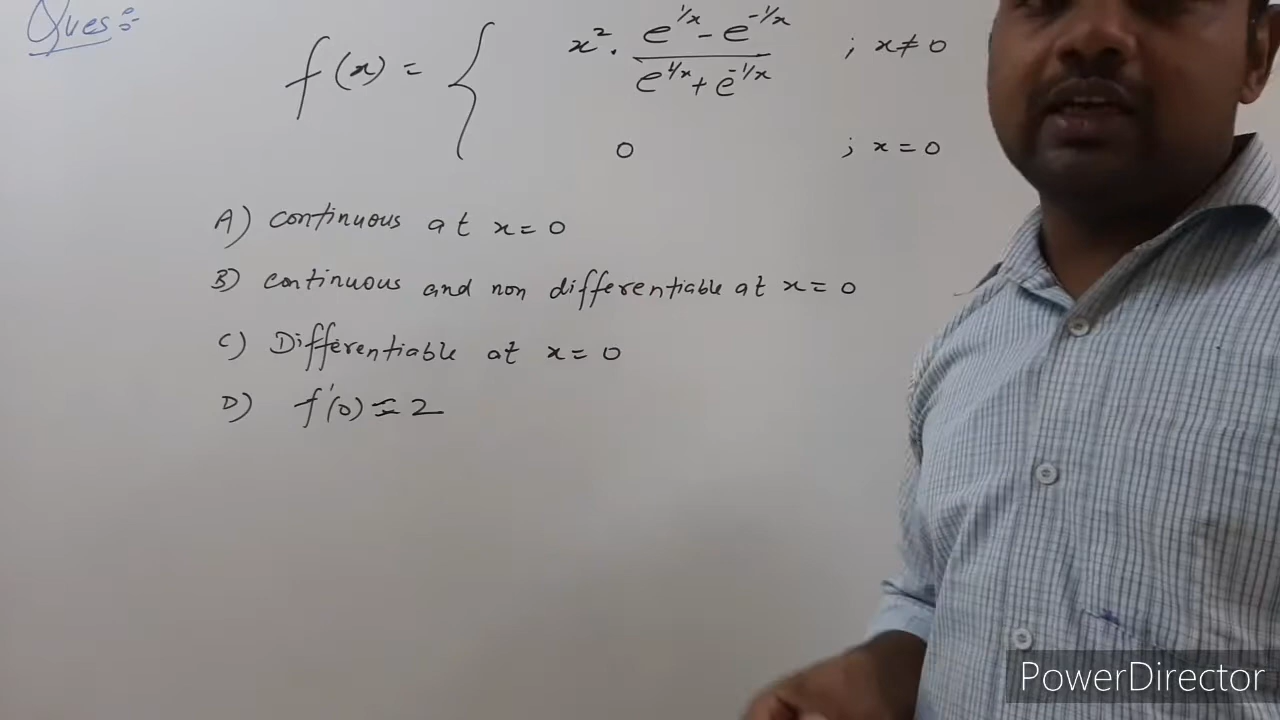 Ques :-
f(x) = { x². (e^(1/x) - e^(-1/x)) / (e^(1/x) + e^(-1/x)) ; x ≠ 0
0 ; x = 0
A) continuous at x = 0
B) continuous and non differentiable at x = 0
C) Differentiable at x = 0
D) f'(0) = 2
PowerDirector